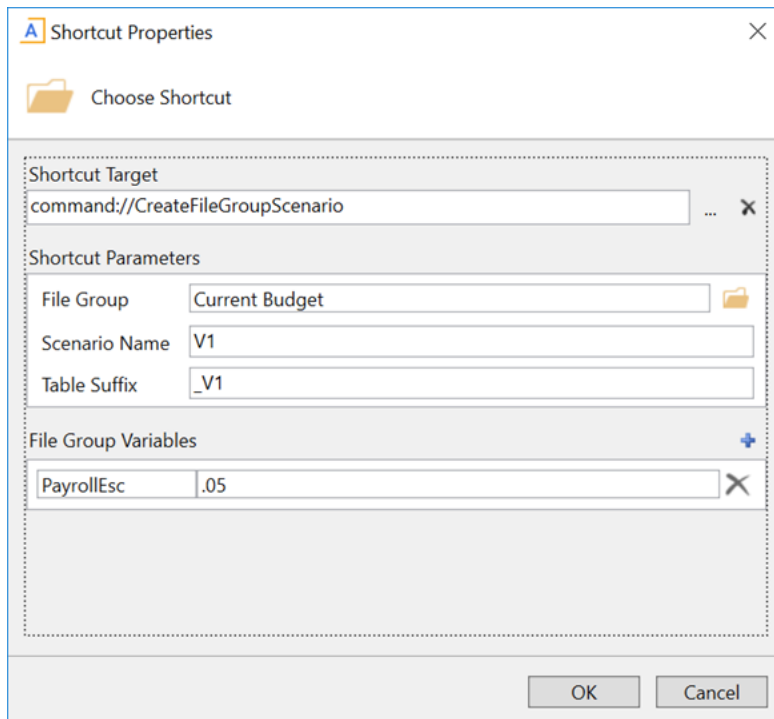 A Shortcut Properties
Choose Shortcut
Shortcut Target
command://CreateFileGroupScenario
...
Shortcut Parameters
File Group Current Budget
Scenario Name V1
Table Suffix _V1
File Group Variables
PayrollEsc .05
OK Cancel